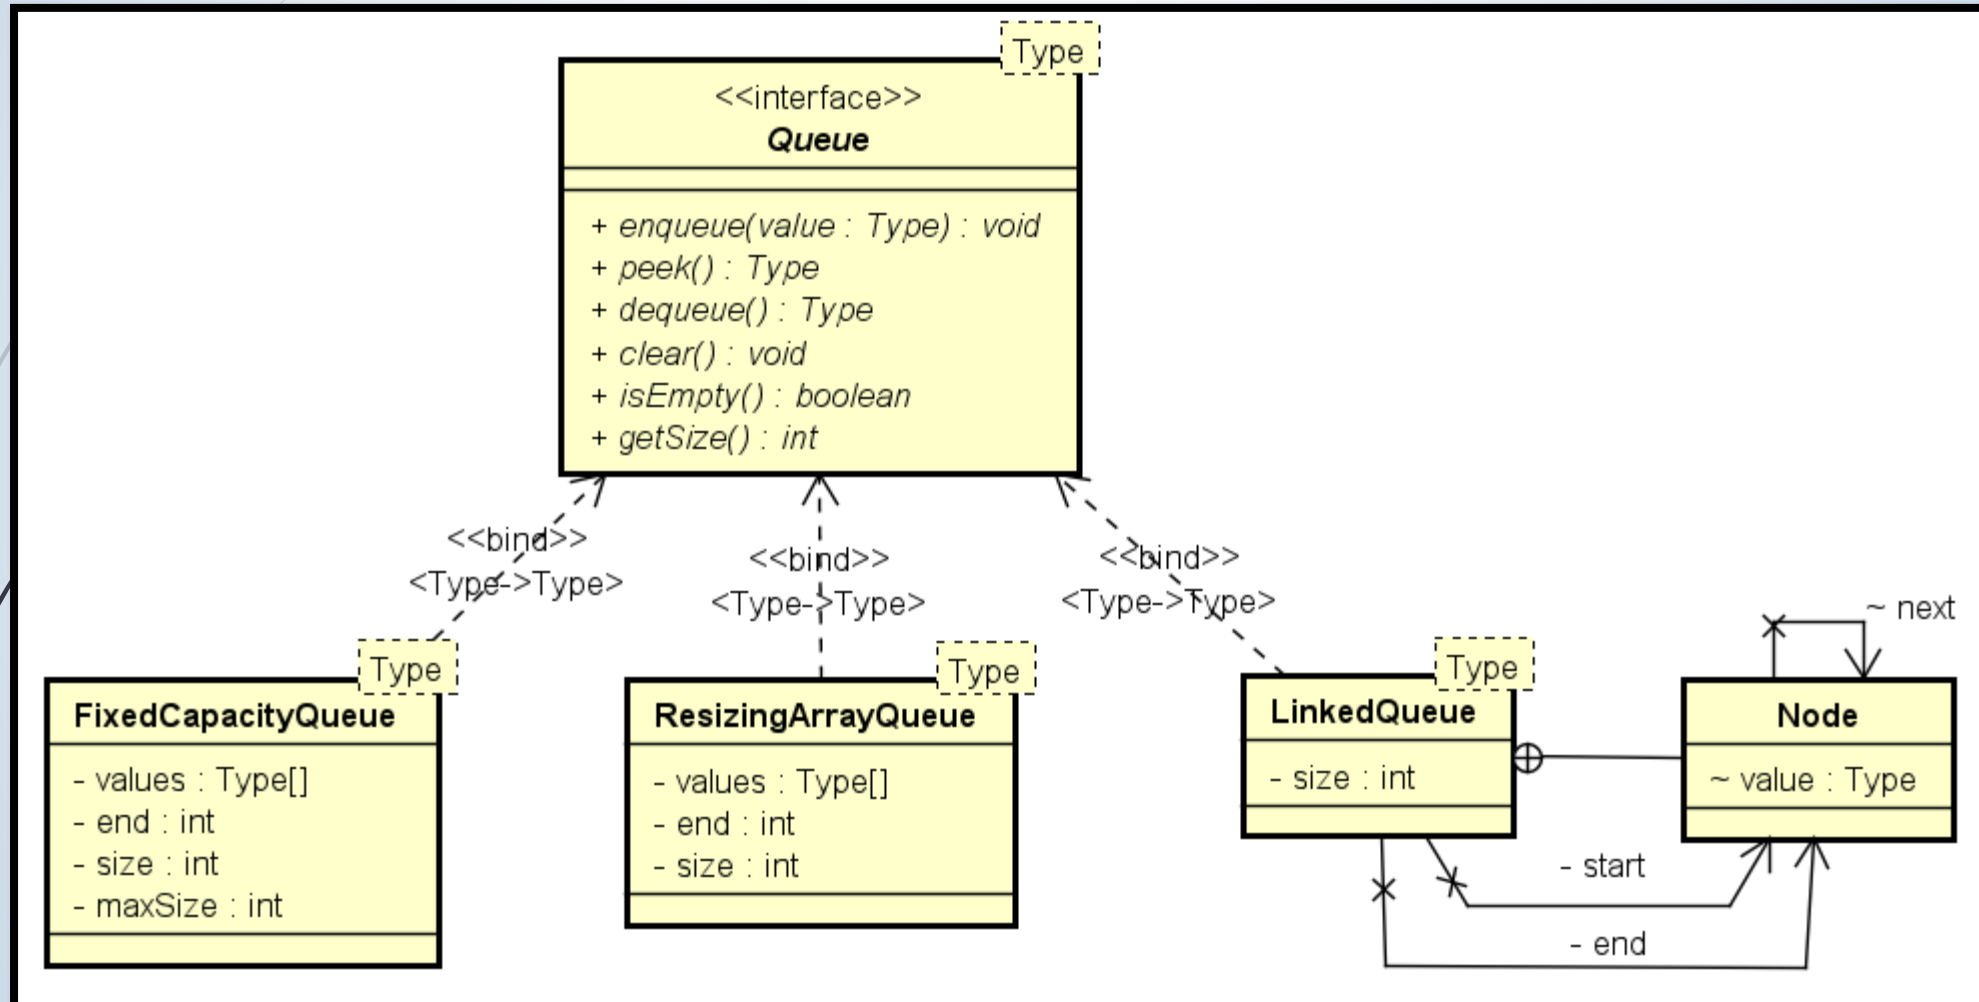 Type
<<interface>>
Queue
+ enqueue(value : Type) : void
+ peek() : Type
+ dequeue() : Type
+ clear() : void
+ isEmpty() : boolean
+ getSize() : int
<<bind>>
<Type->Type>
<<bind>>
<Type->Type>
<<bind>>
<Type->Type>
Type
FixedCapacityQueue
- values : Type[]
- end : int
- size : int
- maxSize : int
Type
ResizingArrayQueue
- values : Type[]
- end : int
- size : int
Type
LinkedQueue
- size : int
~ next
Node
~ value : Type
- start
- end